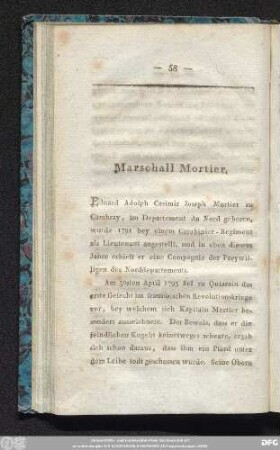 — 58 —
Marschall Mortier,
Eduard Adolph Casimir Joseph Mortier zu
Cambray, im Departement du Nord geboren,
wurde 1791 bey einem Carabinier-Regiment
als Lieutenant angestellt, und in eben diesem
Jahre erhielt er eine Compagnie der Freywil-
ligen des Norddepartements.
Am 30sten April 1793 fiel zu Quiévrain das
erste Gefecht im französischen Revolutionskriege
vor, bey welchem sich Kapitain Mortier be-
sonders auszeichnete. Der Beweis, dass er die
feindlichen Kugeln keineswegs scheute, ergab
sich schon daraus, dass ihm ein Pferd unter
dem Leibe todt geschossen wurde. Seine Obern
DFG